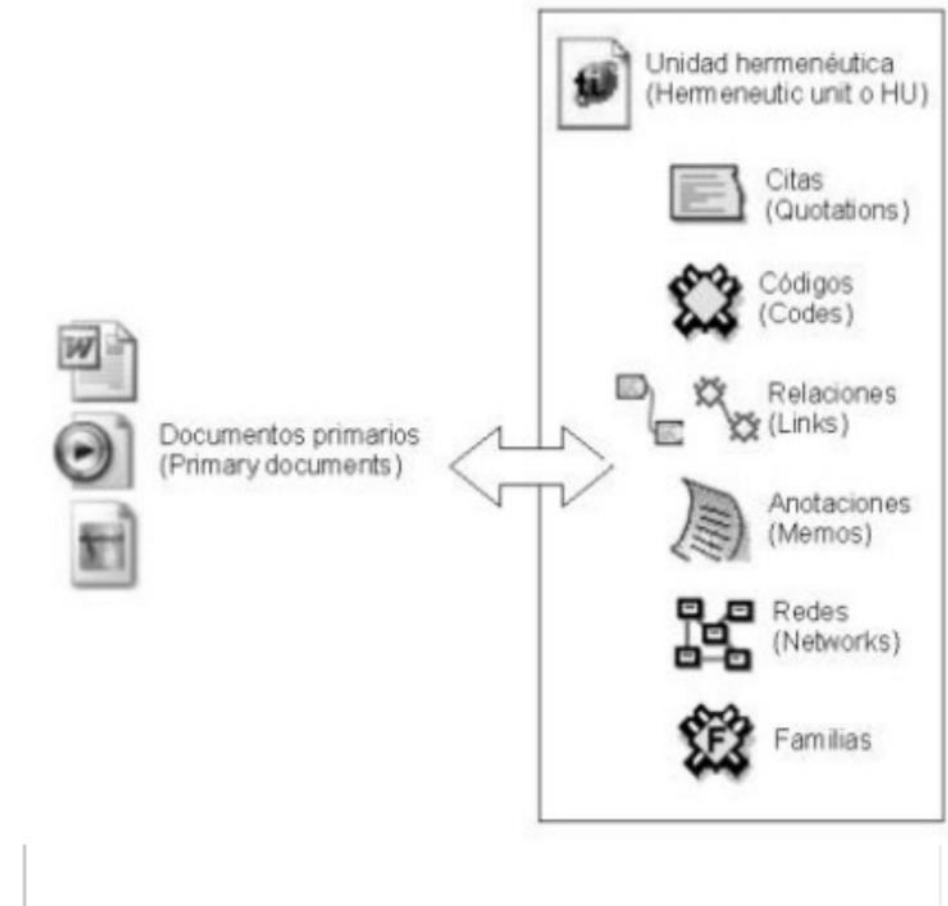 Unidad hermenéutica
(Hermeneutic unit o HU)
Citas
(Quotations)
Códigos
(Codes)
Relaciones
(Links)
W
Documentos primarios
(Primary documents)
Anotaciones
(Memos)
Redes
(Networks)
F
Familias